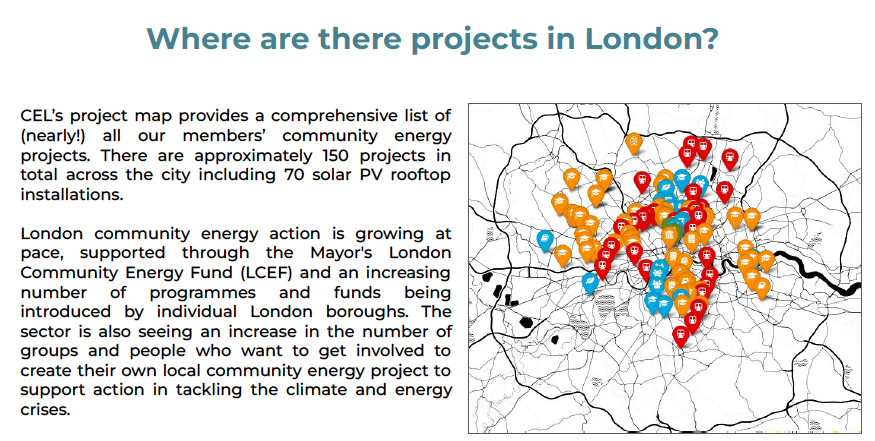 Where are there projects in London?
CEL's project map provides a comprehensive list of
(nearly!) all our members' community energy
projects. There are approximately 150 projects in
total across the city including 70 solar PV rooftop
installations.
London community energy action is growing at
pace, supported through the Mayor's London
Community Energy Fund (LCEF) and an increasing
number of programmes and funds being
introduced by individual London boroughs. The
sector is also seeing an increase in the number of
groups and people who want to get involved to
create their own local community energy project to
support action in tackling the climate and energy
crises.